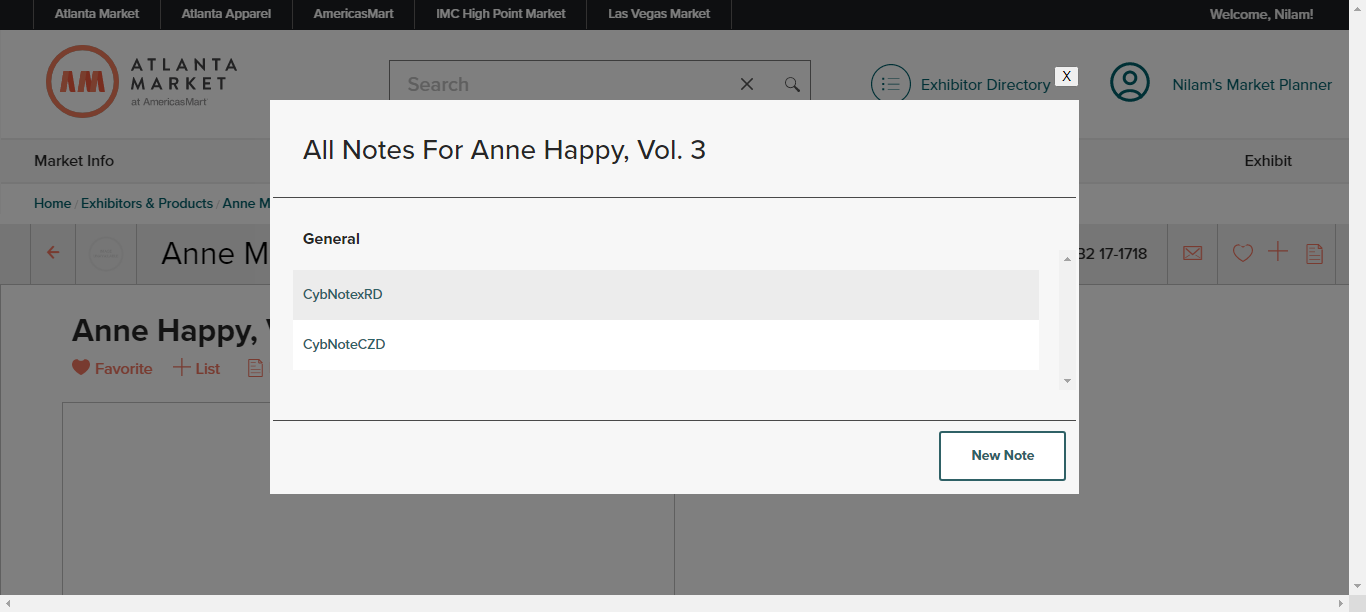 Atlanta Market Atlanta Apparel AmericasMart IMC High Point Market Las Vegas Market Welcome, Nilam!
AM ATLANTA
MARKET
at AmericasMart
Search Exhibitor Directory X Nilam's Market Planner
All Notes For Anne Happy, Vol. 3
Market Info Exhibit
Home / Exhibitors & Products / Anne M
General
Anne M 82 17-1718
CybNotexRD
Anne Happy,
CybNoteCZD
Favorite List
New Note